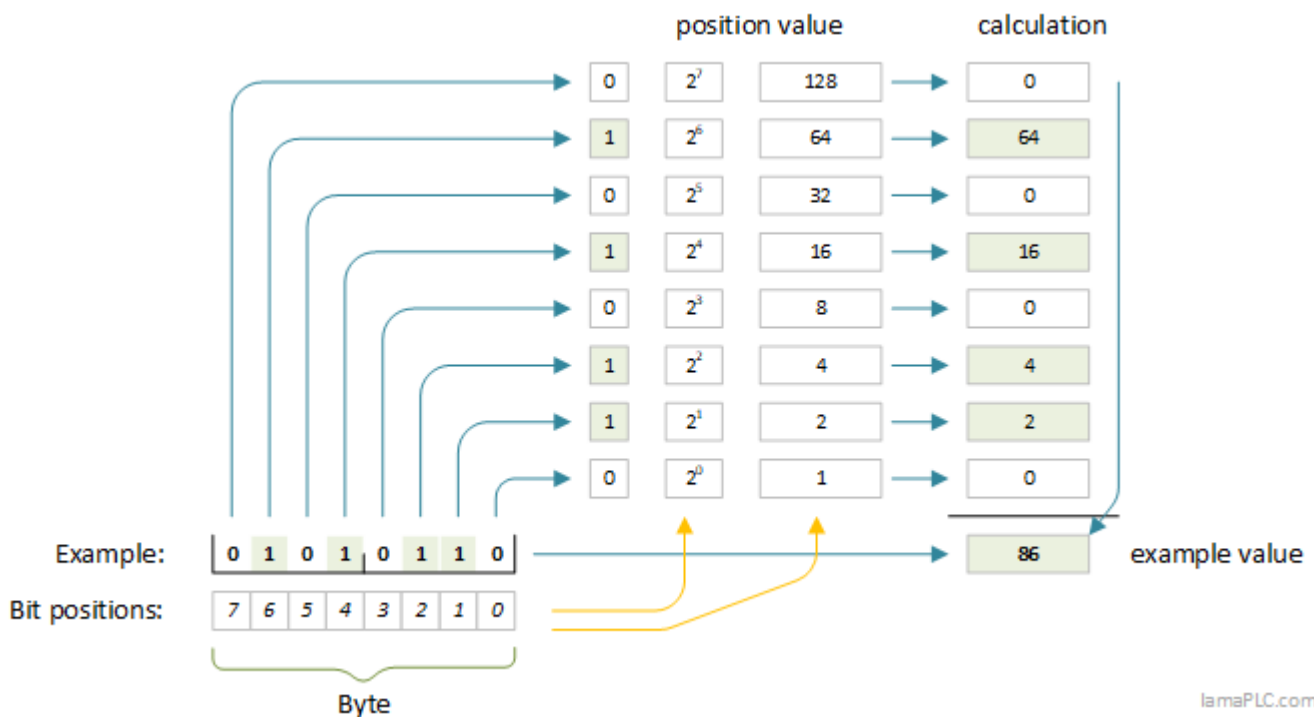 position value calculation
0 2⁷ 128 0
1 2⁶ 64 64
0 2⁵ 32 0
1 2⁴ 16 16
0 2³ 8 0
1 2² 4 4
1 2¹ 2 2
0 2⁰ 1 0
Example: 0 1 0 1 0 1 1 0 86 example value
Bit positions: 7 6 5 4 3 2 1 0
Byte
lamaPLC.com